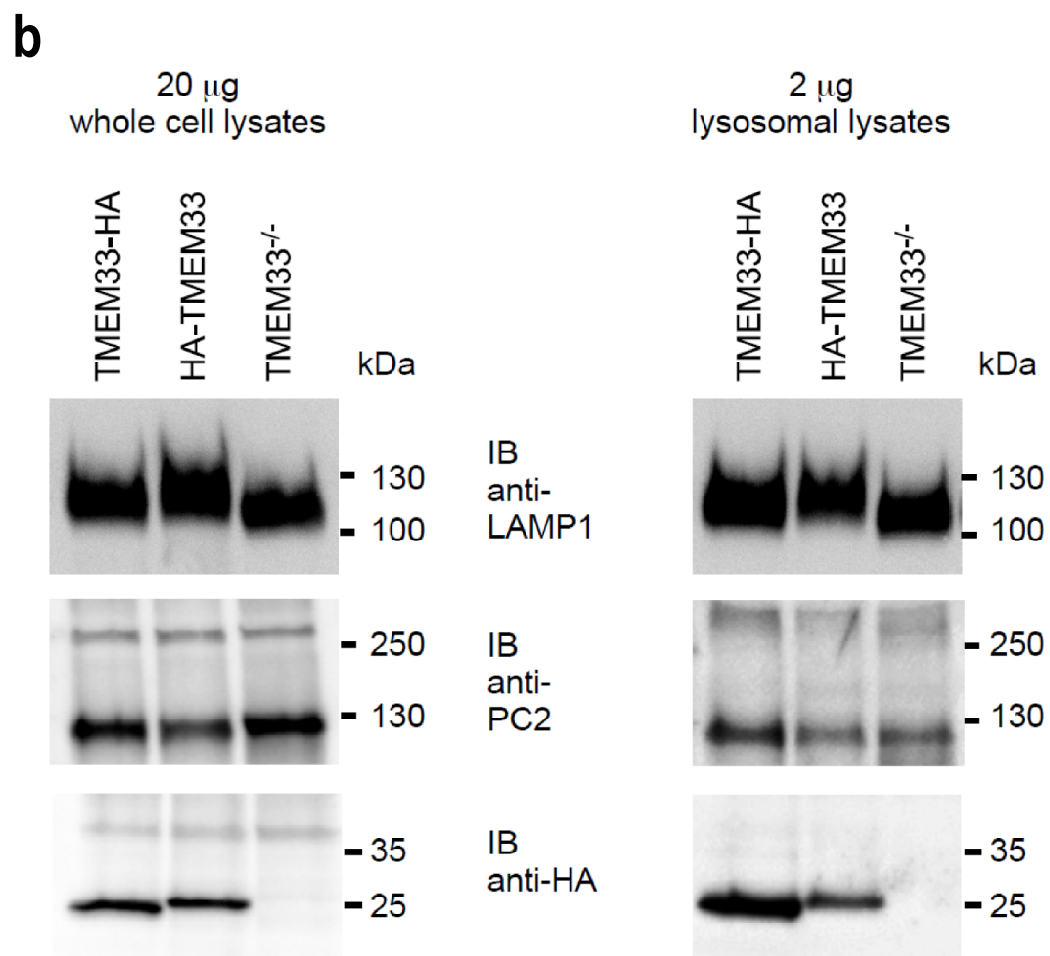 b
20 μg
whole cell lysates
2 μg
lysosomal lysates
TMEM33-HA
HA-TMEM33
TMEM33-/-
kDa
TMEM33-HA
HA-TMEM33
TMEM33-/-
kDa
130
100
IB
anti-
LAMP1
130
100
250
130
IB
anti-
PC2
250
130
35
25
IB
anti-HA
35
25